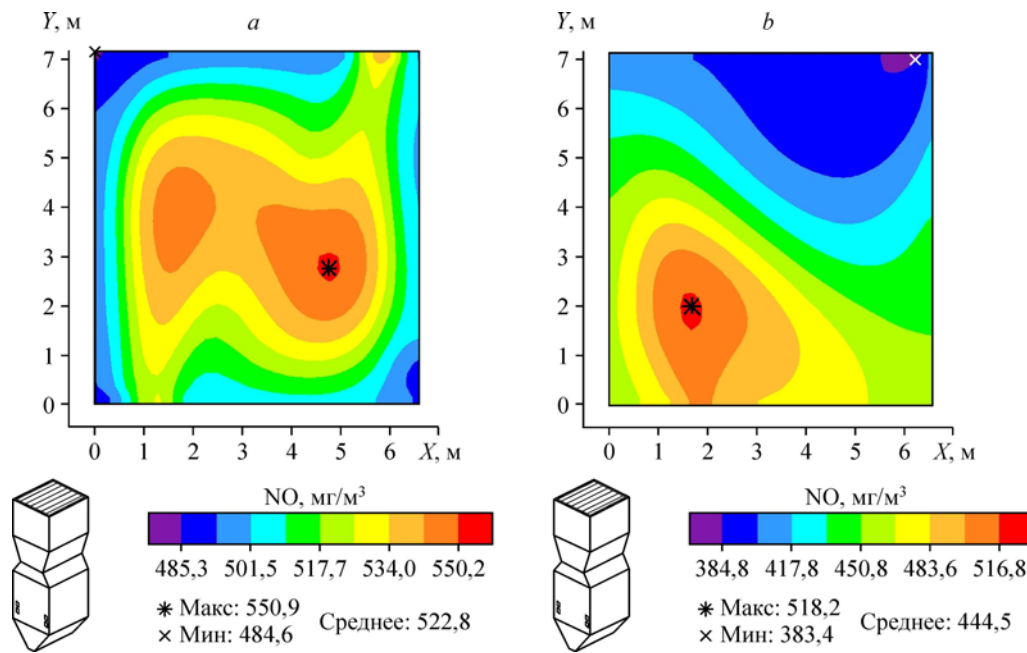 Y, м
a
7
6
5
4
3
2
1
0
0 1 2 3 4 5 X, м
NO, мг/м³
485,3 501,5 517,7 534,0 550,2
Макс: 550,9
Мин: 484,6
Среднее: 522,8
Y, м
b
7
6
5
4
3
2
1
0
0 1 2 3 4 5 6 X, м
NO, мг/м³
384,8 417,8 450,8 483,6 516,8
Макс: 518,2
Мин: 383,4
Среднее: 444,5